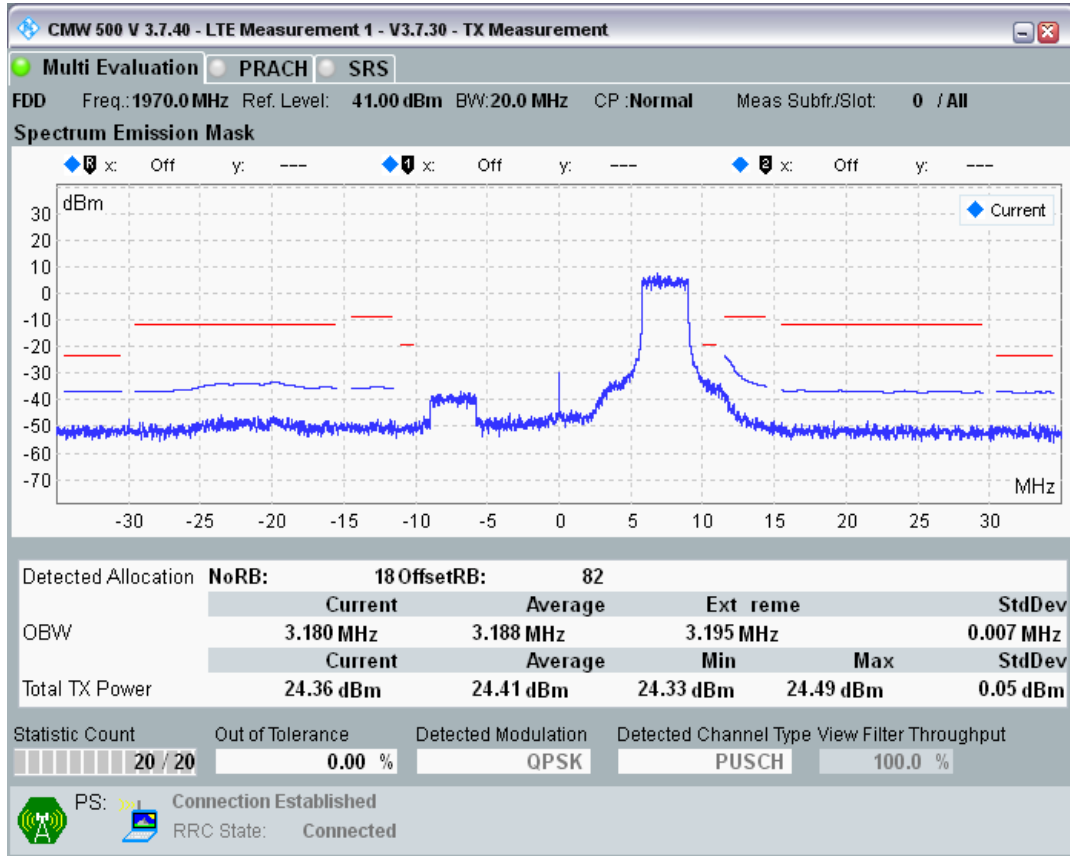 CMW 500 V 3.7.40 - LTE Measurement 1 - V3.7.30 - TX Measurement
Multi Evaluation PRACH SRS
FDD Freq.: 1970.0 MHz Ref. Level: 41.00 dBm BW: 20.0 MHz CP : Normal Meas Subfr./Slot: 0 / All
Spectrum Emission Mask
R x: Off y: --- 1 x: Off y: --- 2 x: Off y: ---
dBm
Current
30
20
10
0
-10
-20
-30
-40
-50
-60
-70
MHz
-30 -25 -20 -15 -10 -5 0 5 10 15 20 25 30
Detected Allocation NoRB: 18 OffsetRB: 82
Current Average Ext reme StdDev
OBW 3.180 MHz 3.188 MHz 3.195 MHz 0.007 MHz
Current Average Min Max StdDev
Total TX Power 24.36 dBm 24.41 dBm 24.33 dBm 24.49 dBm 0.05 dBm
Statistic Count Out of Tolerance Detected Modulation Detected Channel Type View Filter Throughput
20 / 20 0.00 % QPSK PUSCH 100.0 %
PS: Connection Established
RRC State: Connected